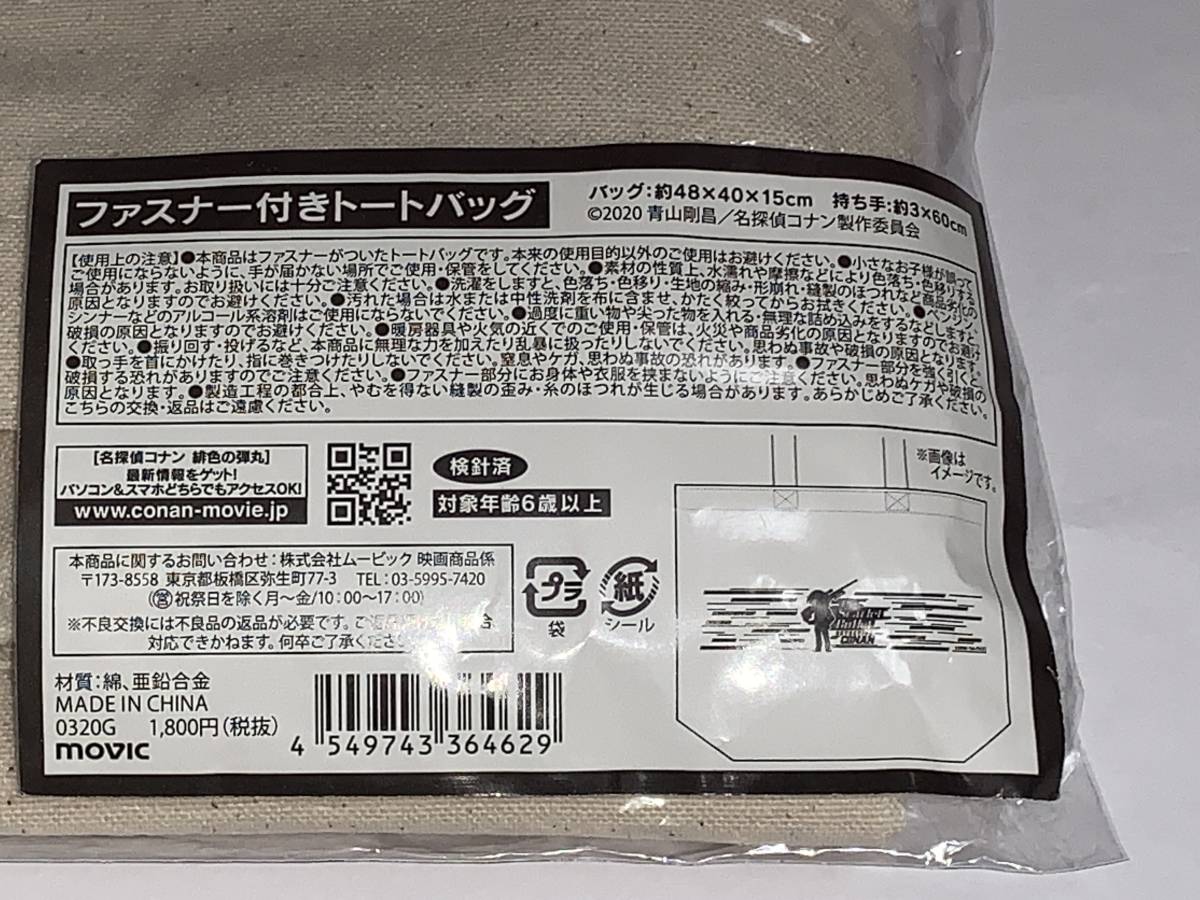 ファスナー付きトートバッグ
バッグ:約48×40×15cm 持ち手:約3×60cm
©2020 青山剛昌/名探偵コナン製作委員会
【使用上の注意】●本商品はファスナーがついたトートバッグです。本来の使用目的以外のご使用はお避けください。●小さなお子様が誤って
ご使用にならないように、手が届かない場所でご使用・保管をしてください。●素材の性質上、水濡れや摩擦などにより色落ち・色移りする
場合があります。お取り扱いには十分ご注意ください。●洗濯をしますと、色落ち・色移り・生地の縮み・形崩れ・縫製のほつれなど商品劣化の
原因となりますのでお避けください。●汚れた場合は水または中性洗剤を布に含ませ、かたく絞ってからお拭きください。●ベンジン、
シンナーなどのアルコール系溶剤はご使用にならないでください。●過度に重い物や尖った物を入れる・無理な詰め込みをするなどしますと、
破損の原因となりますのでお避けください。●暖房器具や火気の近くでのご使用・保管は、火災や商品劣化の原因となりますのでお避け
ください。●振り回す・投げるなど、本商品に無理な力を加えたり乱暴に扱ったりしないでください。思わぬ事故や破損の原因となります。
●取っ手を首にかけたり、指に巻きつけたりしないでください。窒息やケガ、思わぬ事故の恐れがあります。●ファスナー部分を強く引くと、
破損する恐れがありますのでご注意ください。●ファスナー部分にお身体や衣服を挟まないようにご注意ください。思わぬケガや破損の
原因となります。●製造工程の都合上、やむを得ない縫製の歪み・糸のほつれが生じる場合があります。あらかじめご了承ください。
こちらの交換・返品はご遠慮ください。
[名探偵コナン 緋色の弾丸]
最新情報をゲット!
パソコン&スマホどちらでもアクセスOK!
www.conan-movie.jp
検針済
対象年齢6歳以上
※画像は
イメージです。
本商品に関するお問い合わせ:株式会社ムービック 映画商品係
〒173-8558 東京都板橋区弥生町77-3 TEL:03-5995-7420
(営祝祭日を除く月〜金/10:00〜17:00)
※不良交換には不良品の返品が必要です。
対応できかねます。何卒ご了承ください。
プラ
袋
紙
シール
Scarlet
Bullet
CONAN
材質:綿、亜鉛合金
MADE IN CHINA
0320G 1,800円(税抜)
movic
4 549743 364629